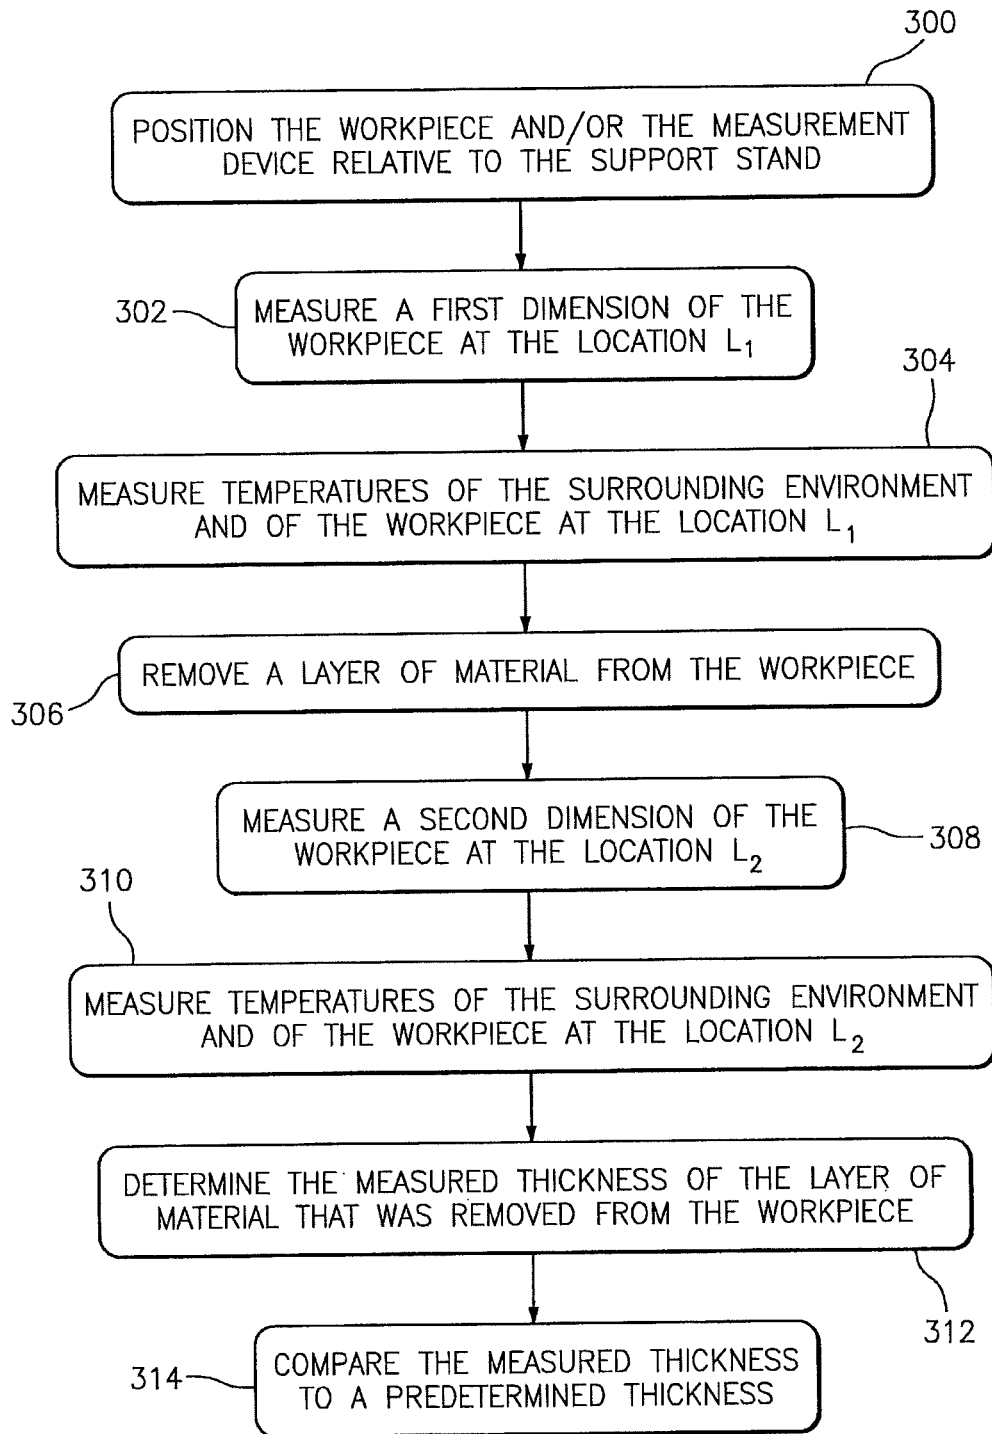 300
POSITION THE WORKPIECE AND/OR THE MEASUREMENT
DEVICE RELATIVE TO THE SUPPORT STAND
302
MEASURE A FIRST DIMENSION OF THE
WORKPIECE AT THE LOCATION L₁
304
MEASURE TEMPERATURES OF THE SURROUNDING ENVIRONMENT
AND OF THE WORKPIECE AT THE LOCATION L₁
REMOVE A LAYER OF MATERIAL FROM THE WORKPIECE
306
MEASURE A SECOND DIMENSION OF THE
WORKPIECE AT THE LOCATION L₂
308
310
MEASURE TEMPERATURES OF THE SURROUNDING ENVIRONMENT
AND OF THE WORKPIECE AT THE LOCATION L₂
DETERMINE THE MEASURED THICKNESS OF THE LAYER OF
MATERIAL THAT WAS REMOVED FROM THE WORKPIECE
312
314
COMPARE THE MEASURED THICKNESS
TO A PREDETERMINED THICKNESS